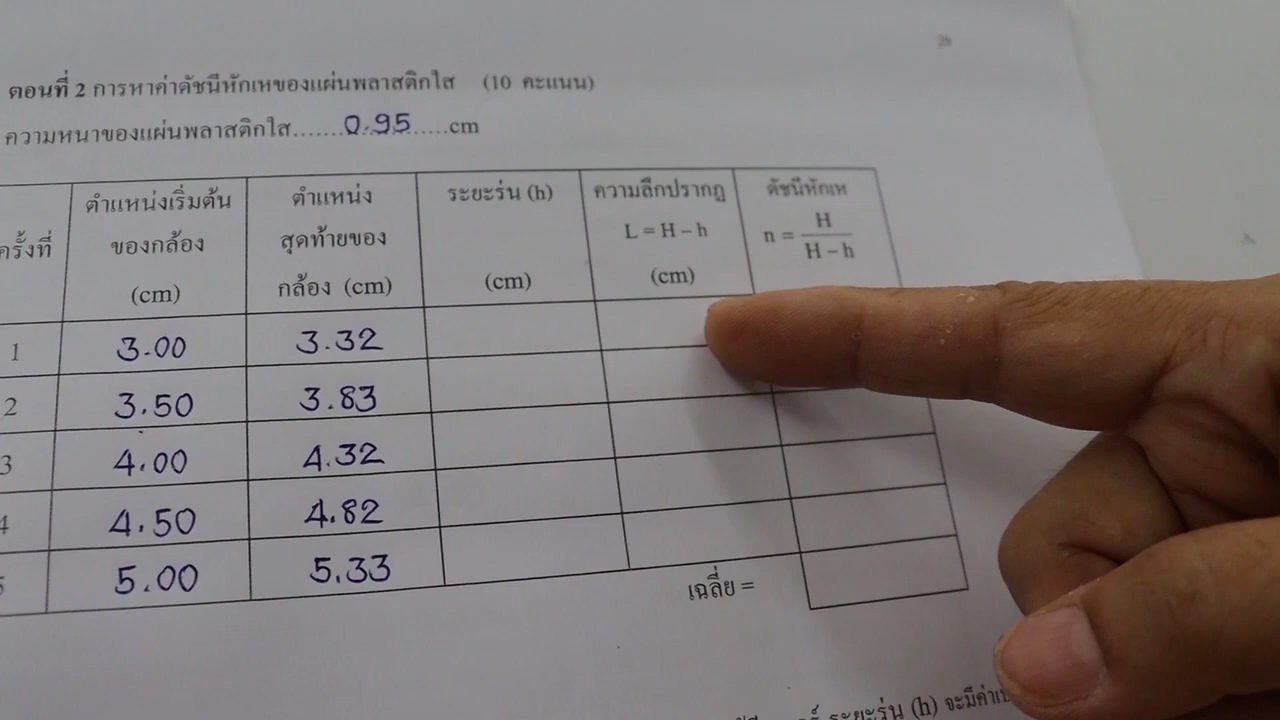 26
ตอนที่ 2 การหาค่าดัชนีหักเหของแผ่นพลาสติกใส (10 คะแนน)
ความหนาของแผ่นพลาสติกใส.......0.95.....cm
ครั้งที่
ตำแหน่งเริ่มต้น
ของกล้อง
(cm)
ตำแหน่ง
สุดท้ายของ
กล้อง (cm)
ระยะร่น (h)
(cm)
ความลึกปรากฏ
L = H – h
(cm)
ดัชนีหักเห
n = H / H – h
1 3.00 3.32
2 3.50 3.83
3 4.00 4.32
4 4.50 4.82
5 5.00 5.33
เฉลี่ย =
ระยะร่น (h) จะมีค่า